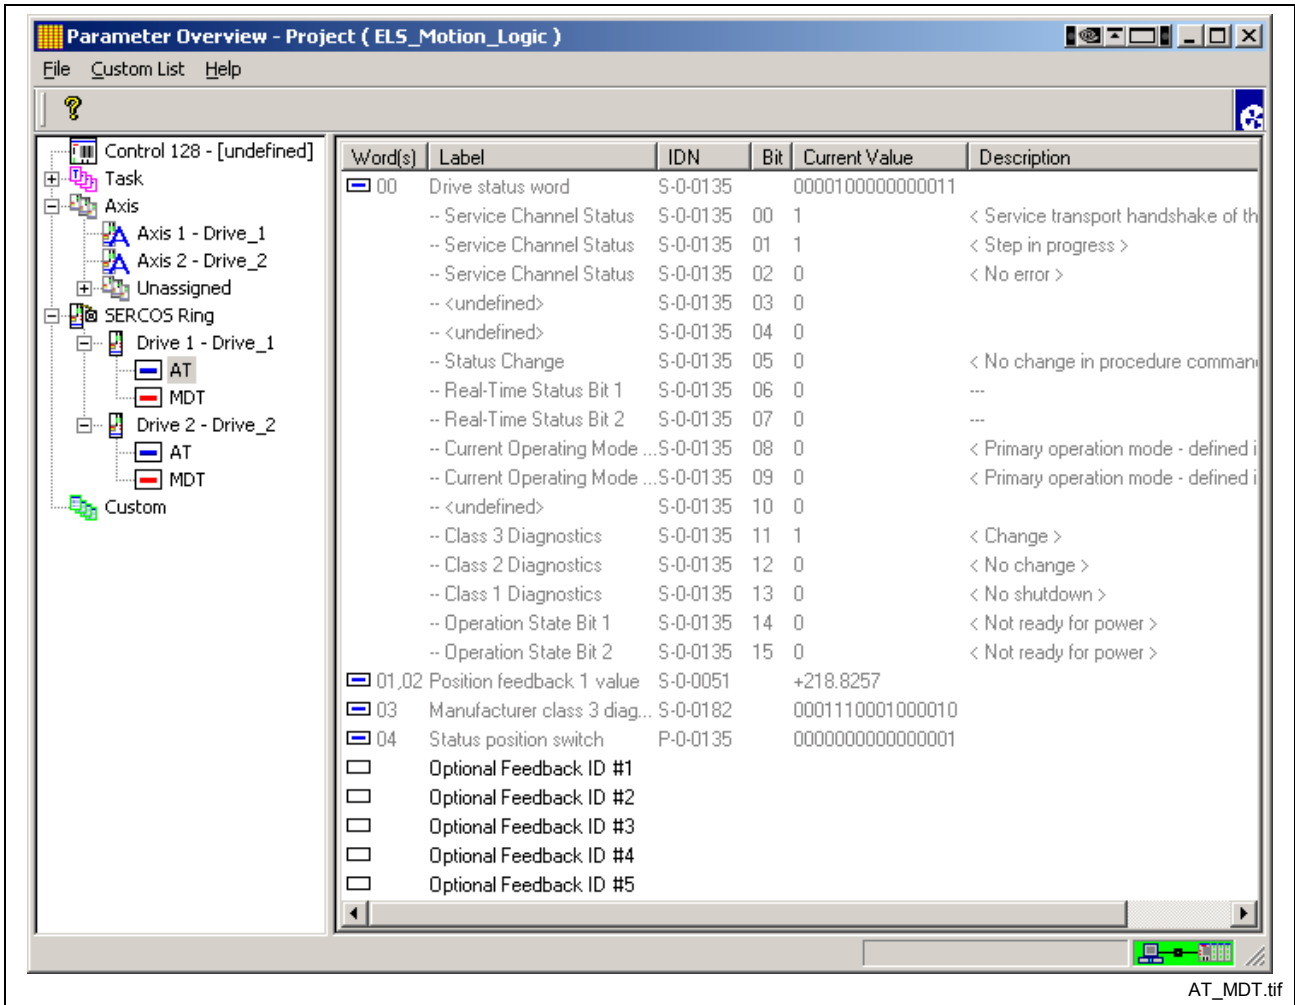 Parameter Overview - Project ( ELS_Motion_Logic )
File Custom List Help
Control 128 - [undefined]
Task
Axis
Axis 1 - Drive_1
Axis 2 - Drive_2
Unassigned
SERCOS Ring
Drive 1 - Drive_1
AT
MDT
Drive 2 - Drive_2
AT
MDT
Custom
Word(s) Label IDN Bit Current Value Description
00 Drive status word S-0-0135 0000100000000011
-- Service Channel Status S-0-0135 00 1 < Service transport handshake of th
-- Service Channel Status S-0-0135 01 1 < Step in progress >
-- Service Channel Status S-0-0135 02 0 < No error >
-- <undefined> S-0-0135 03 0
-- <undefined> S-0-0135 04 0
-- Status Change S-0-0135 05 0 < No change in procedure comman
-- Real-Time Status Bit 1 S-0-0135 06 0 ---
-- Real-Time Status Bit 2 S-0-0135 07 0 ---
-- Current Operating Mode ... S-0-0135 08 0 < Primary operation mode - defined i
-- Current Operating Mode ... S-0-0135 09 0 < Primary operation mode - defined i
-- <undefined> S-0-0135 10 0
-- Class 3 Diagnostics S-0-0135 11 1 < Change >
-- Class 2 Diagnostics S-0-0135 12 0 < No change >
-- Class 1 Diagnostics S-0-0135 13 0 < No shutdown >
-- Operation State Bit 1 S-0-0135 14 0 < Not ready for power >
-- Operation State Bit 2 S-0-0135 15 0 < Not ready for power >
01,02 Position feedback 1 value S-0-0051 +218.8257
03 Manufacturer class 3 diag... S-0-0182 0001110001000010
04 Status position switch P-0-0135 0000000000000001
Optional Feedback ID #1
Optional Feedback ID #2
Optional Feedback ID #3
Optional Feedback ID #4
Optional Feedback ID #5
AT_MDT.tif